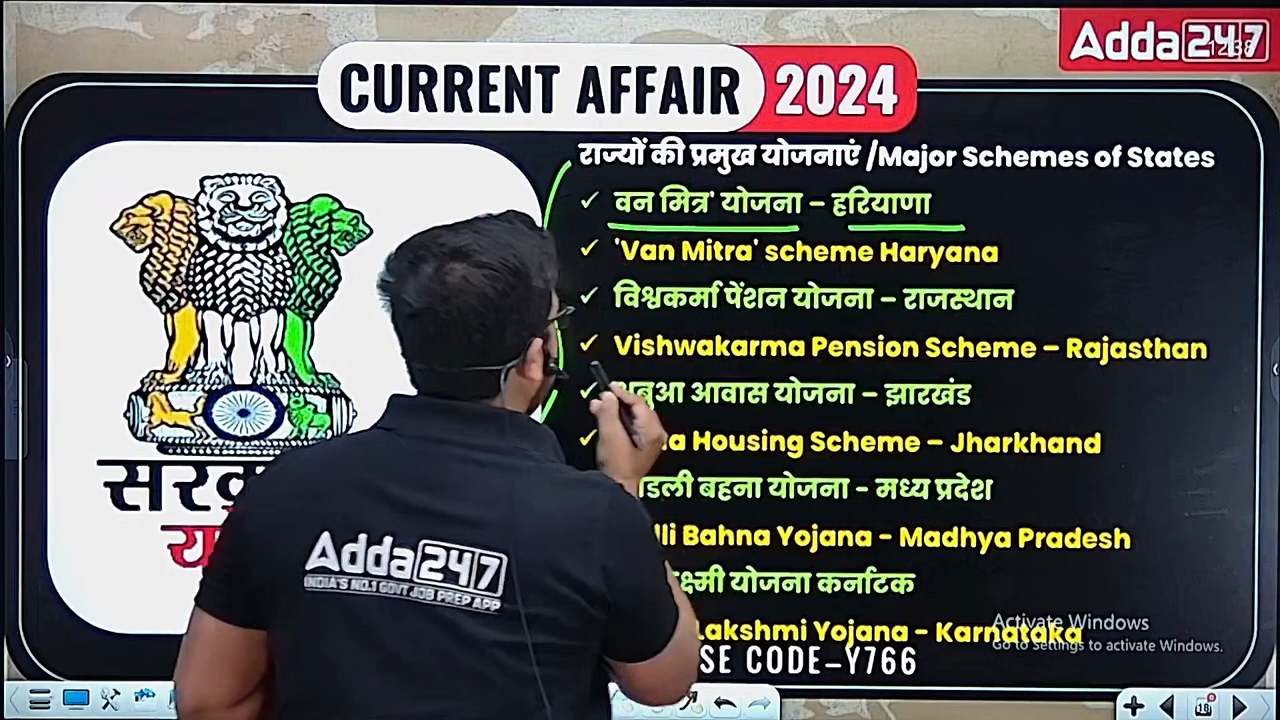 Adda247
CURRENT AFFAIR 2024
राज्यों की प्रमुख योजनाएं /Major Schemes of States
वन मित्र' योजना – हरियाणा
'Van Mitra' scheme Haryana
विश्वकर्मा पेंशन योजना – राजस्थान
Vishwakarma Pension Scheme – Rajasthan
आवास योजना – झारखंड
Housing Scheme – Jharkhand
बहना योजना - मध्य प्रदेश
Bahna Yojana - Madhya Pradesh
योजना कर्नाटक
Lakshmi Yojana - Karnataka
CODE-Y766
Activate Windows
Go to Settings to activate Windows.
Adda247
INDIA'S NO.1 GOVT JOB PREP APP
18